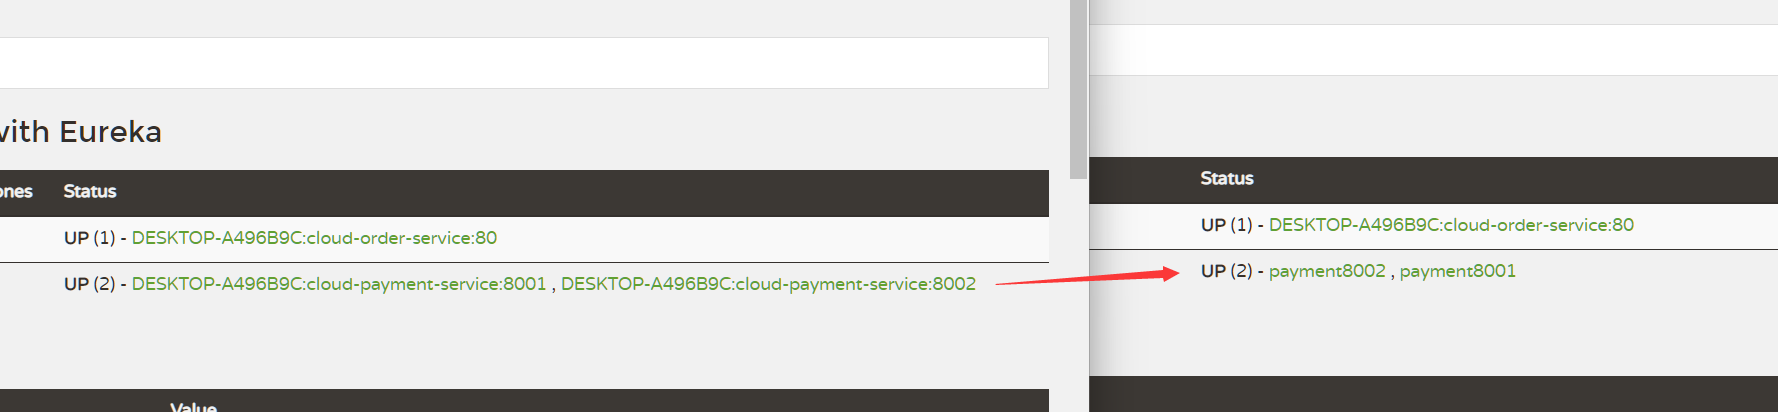 with Eureka
ones Status
UP (1) - DESKTOP-A496B9C:cloud-order-service:80
UP (2) - DESKTOP-A496B9C:cloud-payment-service:8001 , DESKTOP-A496B9C:cloud-payment-service:8002
Value
Status
UP (1) - DESKTOP-A496B9C:cloud-order-service:80
UP (2) - payment8002 , payment8001